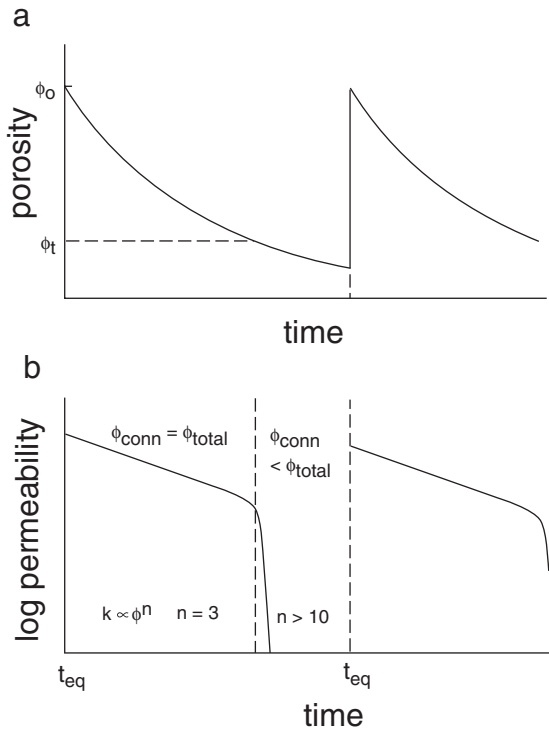 a
porosity
ϕo
ϕt
time
b
log permeability
ϕconn = ϕtotal
ϕconn
< ϕtotal
k ∝ ϕn n = 3
n > 10
teq
teq
time